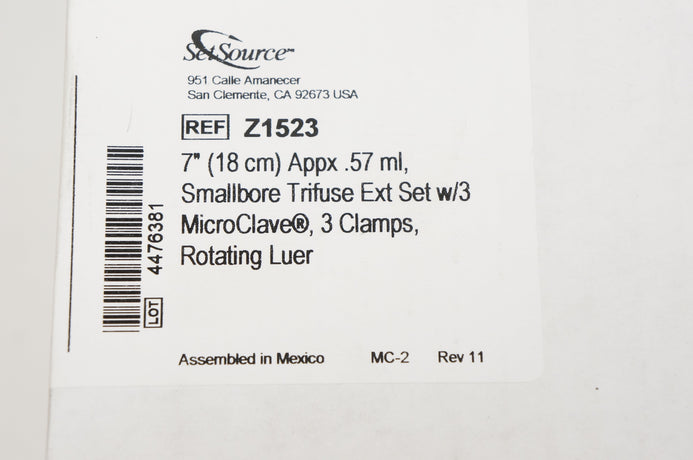 SetSource™
951 Calle Amanecer
San Clemente, CA 92673 USA
REF Z1523
7" (18 cm) Appx .57 ml,
Smallbore Trifuse Ext Set w/3
MicroClave®, 3 Clamps,
Rotating Luer
LOT 4476381
Assembled in Mexico MC-2 Rev 11